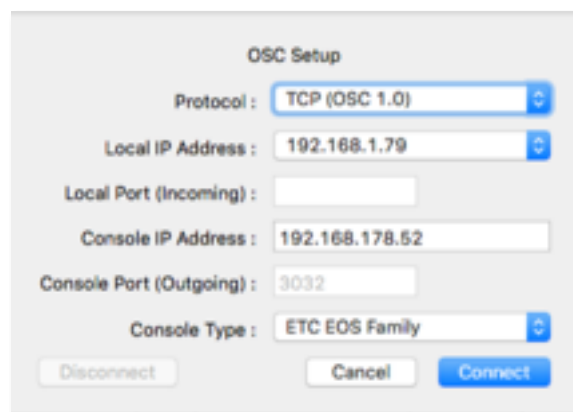 OSC Setup
Protocol : TCP (OSC 1.0)
Local IP Address : 192.168.1.79
Local Port (Incoming) :
Console IP Address : 192.168.178.52
Console Port (Outgoing) : 3032
Console Type : ETC EOS Family
Disconnect Cancel Connect